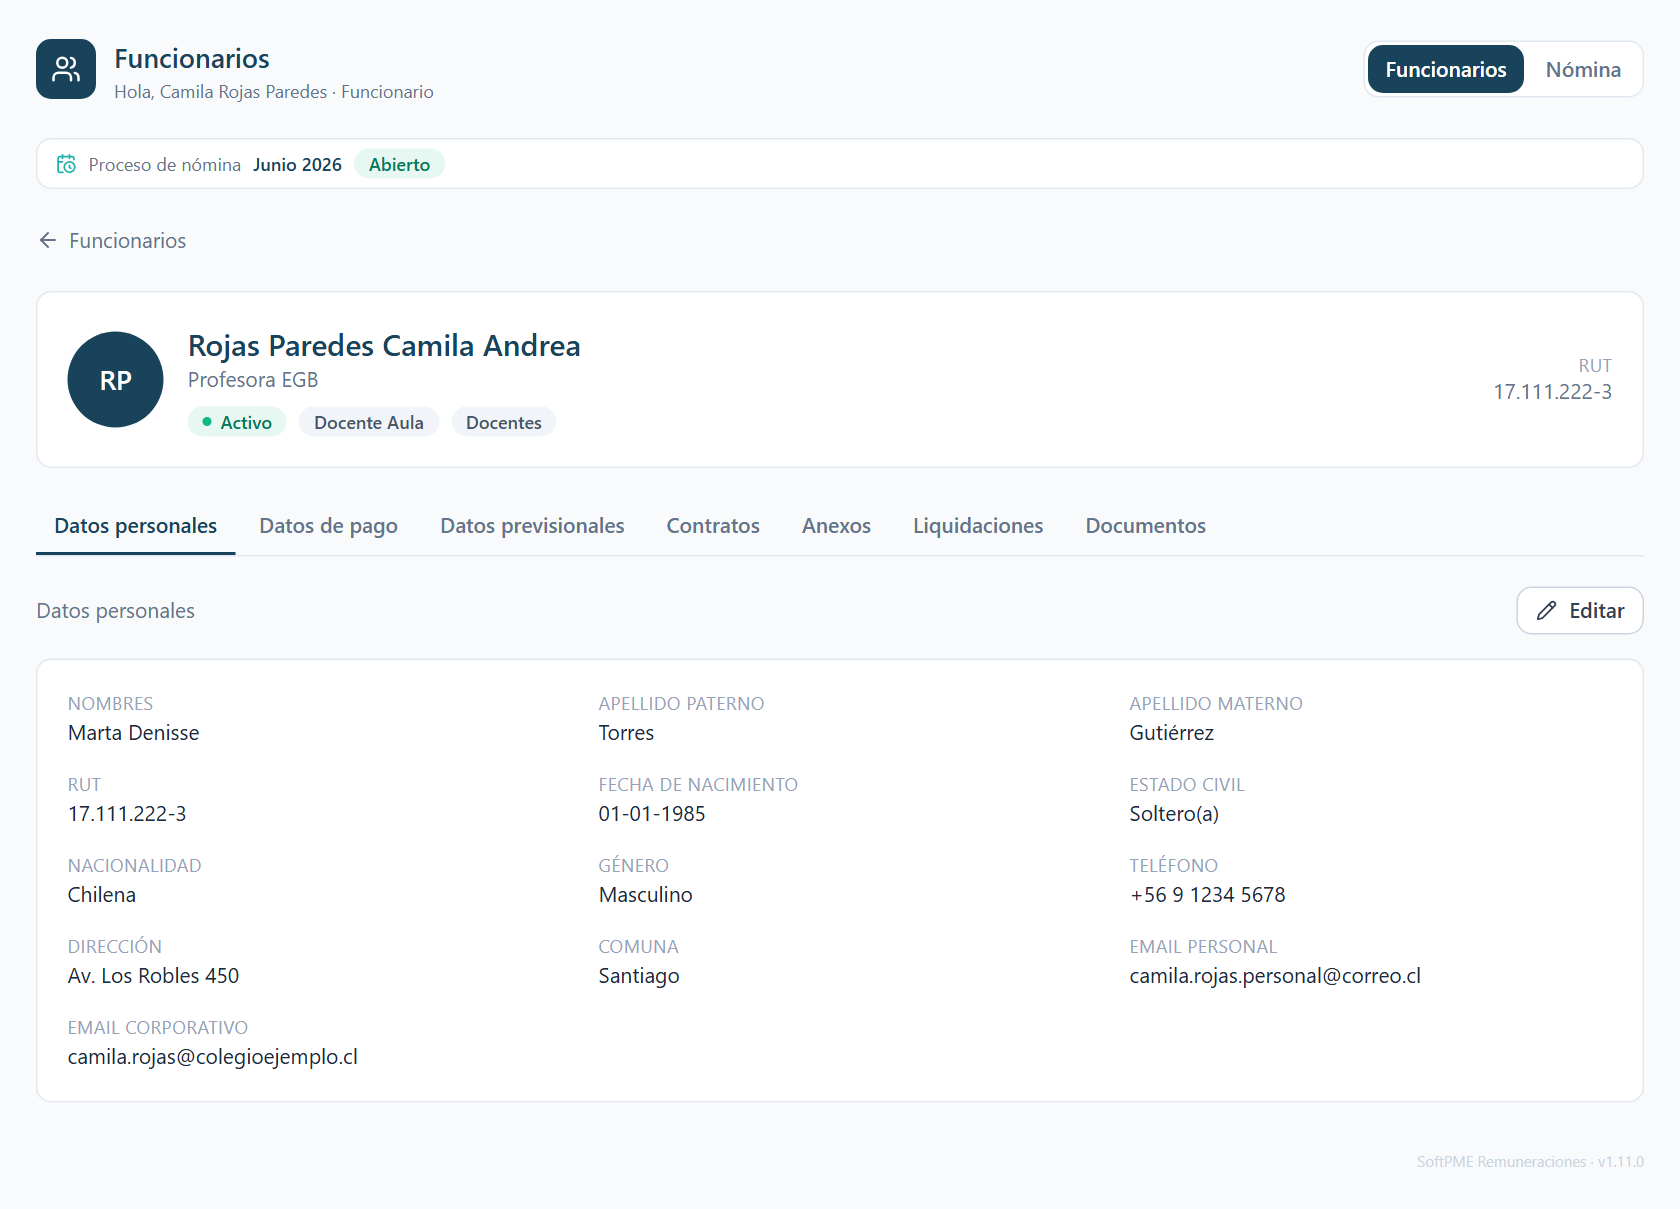 Funcionarios
Hola, Camila Rojas Paredes · Funcionario
Funcionarios
Nómina
Proceso de nómina Junio 2026 Abierto
Funcionarios
RP
Rojas Paredes Camila Andrea
Profesora EGB
Activo
Docente Aula
Docentes
RUT
17.111.222-3
Datos personales
Datos de pago
Datos previsionales
Contratos
Anexos
Liquidaciones
Documentos
Datos personales
Editar
NOMBRES
Marta Denisse
APELLIDO PATERNO
Torres
APELLIDO MATERNO
Gutiérrez
RUT
17.111.222-3
FECHA DE NACIMIENTO
01-01-1985
ESTADO CIVIL
Soltero(a)
NACIONALIDAD
Chilena
GÉNERO
Masculino
TELÉFONO
+56 9 1234 5678
DIRECCIÓN
Av. Los Robles 450
COMUNA
Santiago
EMAIL PERSONAL
camila.rojas.personal@correo.cl
EMAIL CORPORATIVO
camila.rojas@colegioejemplo.cl
SoftPME Remuneraciones · v1.11.0